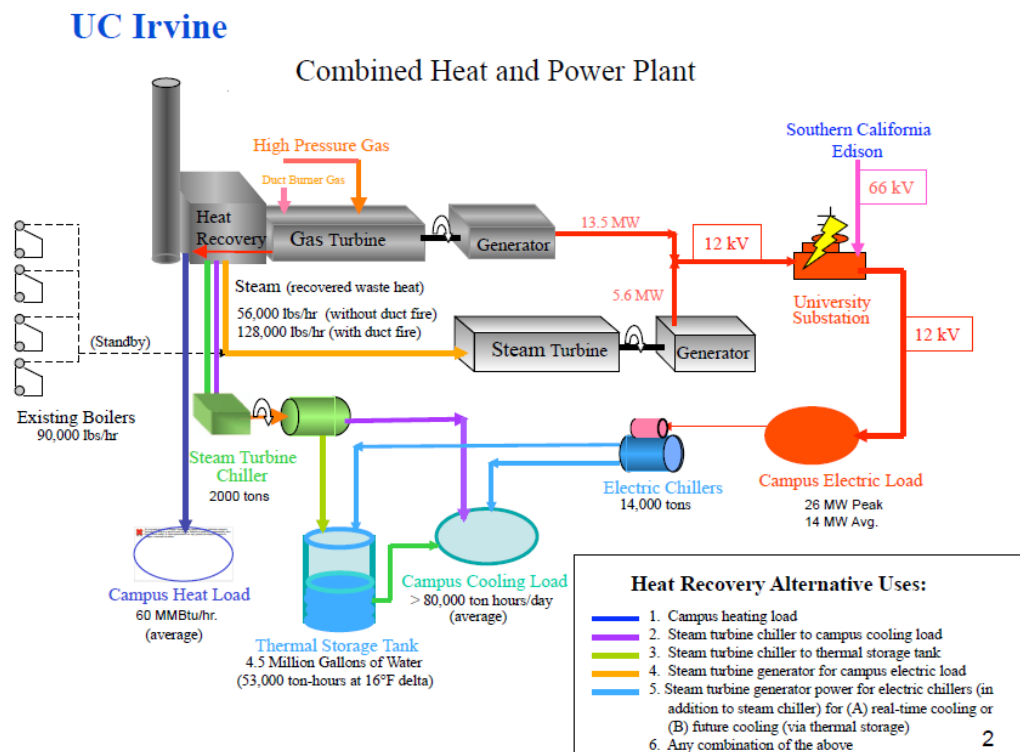 UC Irvine
Combined Heat and Power Plant
High Pressure Gas
Duct Burner Gas
Southern California
Edison
66 kV
Heat
Recovery
Gas Turbine
Generator
13.5 MW
12 kV
Steam (recovered waste heat)
56,000 lbs/hr (without duct fire)
128,000 lbs/hr (with duct fire)
5.6 MW
University
Substation
12 kV
(Standby)
Steam Turbine
Generator
Existing Boilers
90,000 lbs/hr
Steam Turbine
Chiller
2000 tons
Electric Chillers
14,000 tons
Campus Electric Load
26 MW Peak
14 MW Avg.
Campus Heat Load
60 MMBtu/hr.
(average)
Campus Cooling Load
> 80,000 ton hours/day
(average)
Thermal Storage Tank
4.5 Million Gallons of Water
(53,000 ton-hours at 16°F delta)
Heat Recovery Alternative Uses:
1. Campus heating load
2. Steam turbine chiller to campus cooling load
3. Steam turbine chiller to thermal storage tank
4. Steam turbine generator for campus electric load
5. Steam turbine generator power for electric chillers (in
addition to steam chiller) for (A) real-time cooling or
(B) future cooling (via thermal storage)
6. Any combination of the above
2